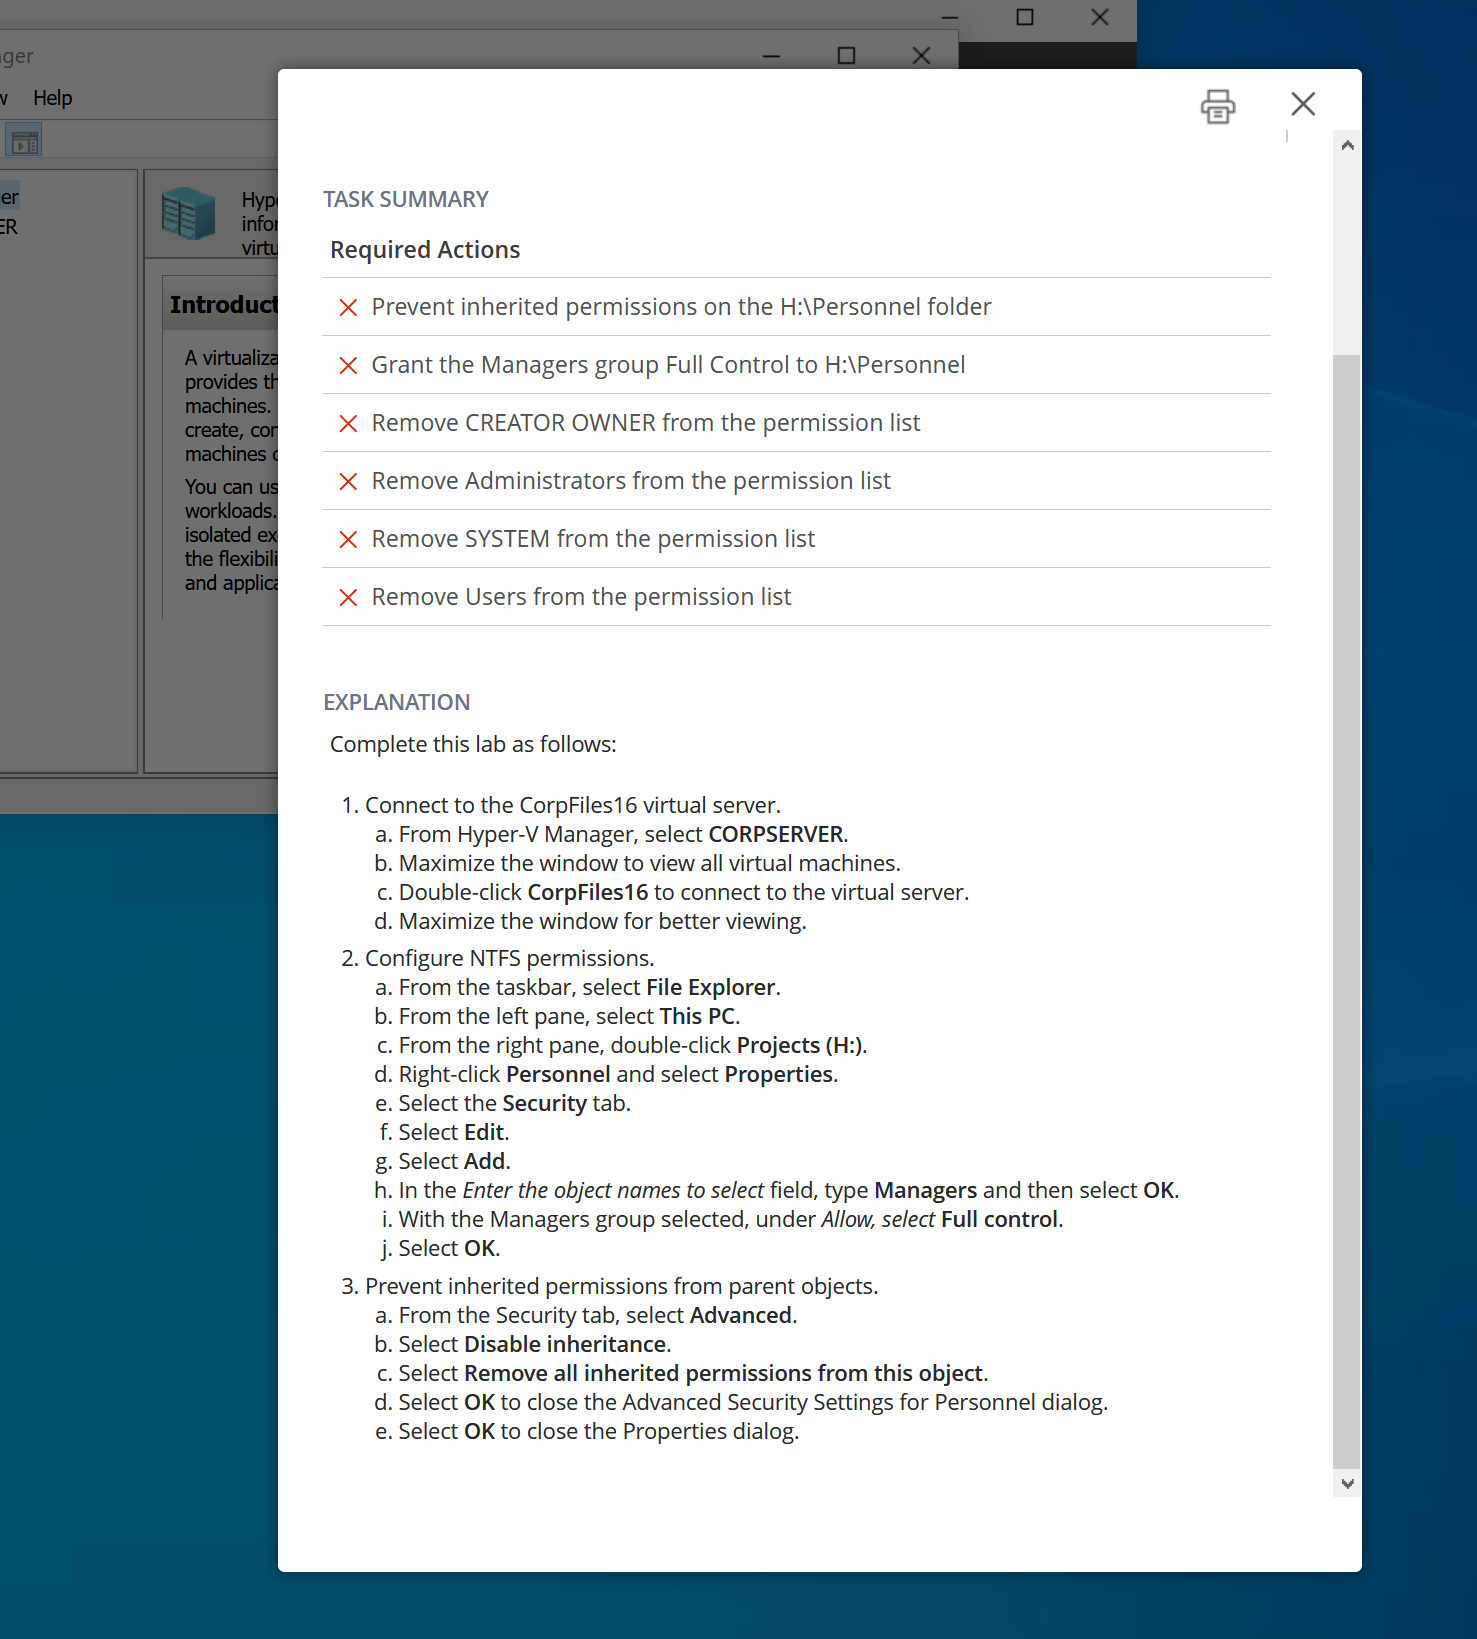 Help
TASK SUMMARY
Required Actions
Prevent inherited permissions on the H:\Personnel folder
Grant the Managers group Full Control to H:\Personnel
Remove CREATOR OWNER from the permission list
Remove Administrators from the permission list
Remove SYSTEM from the permission list
Remove Users from the permission list
EXPLANATION
Complete this lab as follows:
1. Connect to the CorpFiles16 virtual server.
a. From Hyper-V Manager, select CORPSERVER.
b. Maximize the window to view all virtual machines.
c. Double-click CorpFiles16 to connect to the virtual server.
d. Maximize the window for better viewing.
2. Configure NTFS permissions.
a. From the taskbar, select File Explorer.
b. From the left pane, select This PC.
c. From the right pane, double-click Projects (H:).
d. Right-click Personnel and select Properties.
e. Select the Security tab.
f. Select Edit.
g. Select Add.
h. In the Enter the object names to select field, type Managers and then select OK.
i. With the Managers group selected, under Allow, select Full control.
j. Select OK.
3. Prevent inherited permissions from parent objects.
a. From the Security tab, select Advanced.
b. Select Disable inheritance.
c. Select Remove all inherited permissions from this object.
d. Select OK to close the Advanced Security Settings for Personnel dialog.
e. Select OK to close the Properties dialog.
ger
er
ER
Hype
infor
virtu
Introduct
A virtualiza
provides th
machines.
create, con
machines
You can us
workloads.
isolated ex
the flexibili
and applica